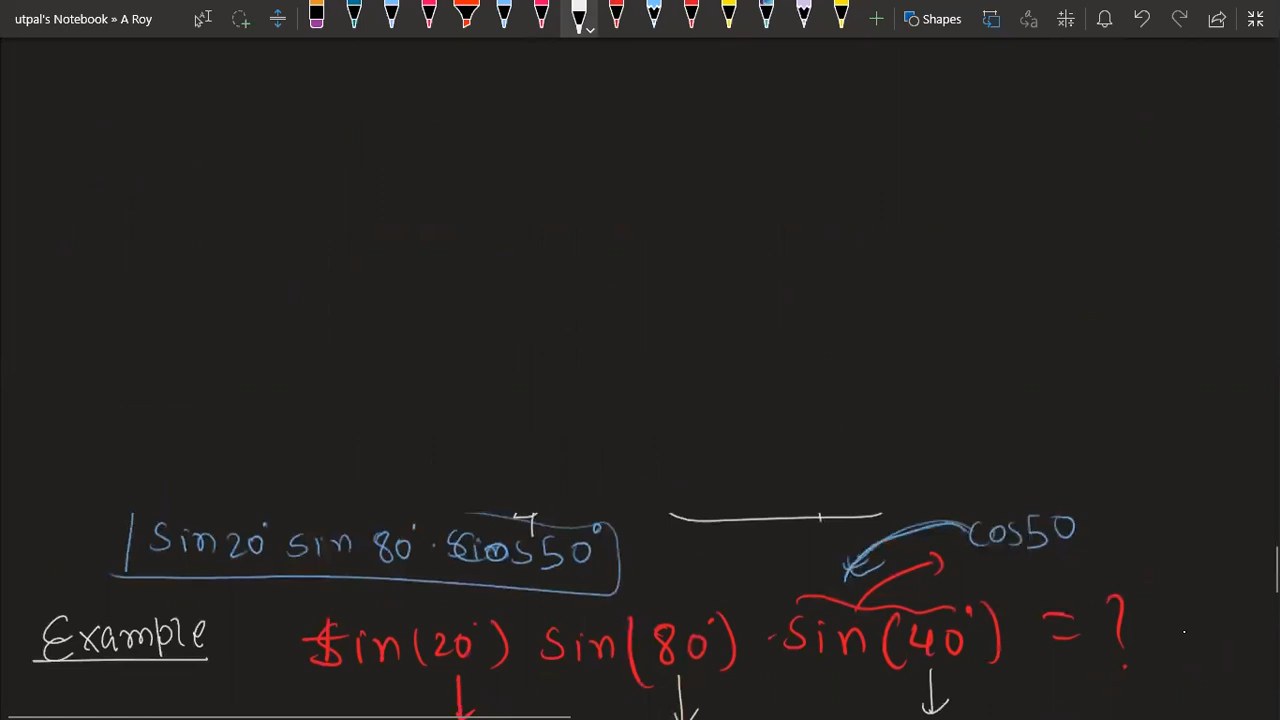 utpal's Notebook » A Roy
Shapes
sin20° sin 80° · cos50°
cos50
Example sin(20°) sin(80°) · sin(40°) = ?